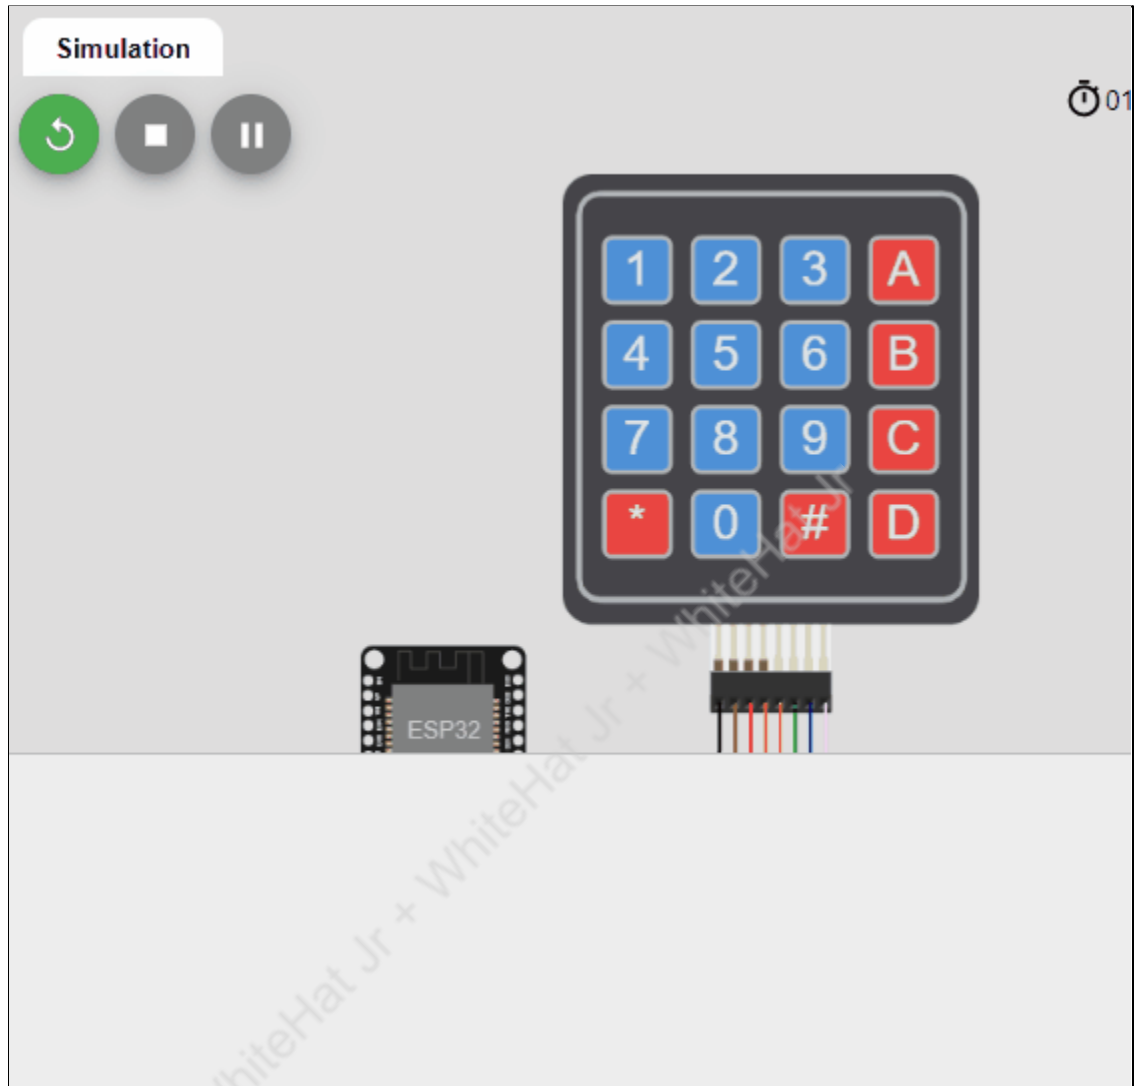 Simulation
01
1 2 3 A
4 5 6 B
7 8 9 C
* 0 # D
ESP32
WhiteHat Jr + WhiteHat Jr + WhiteHat Jr